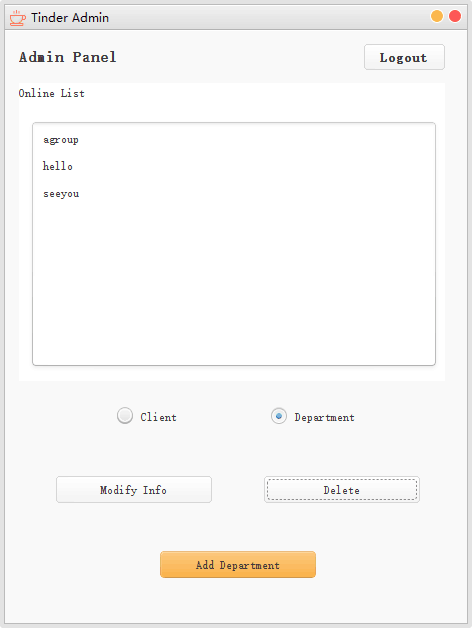 Tinder Admin
Admin Panel
Logout
Online List
agroup
hello
seeyou
Client
Department
Modify Info
Delete
Add Department